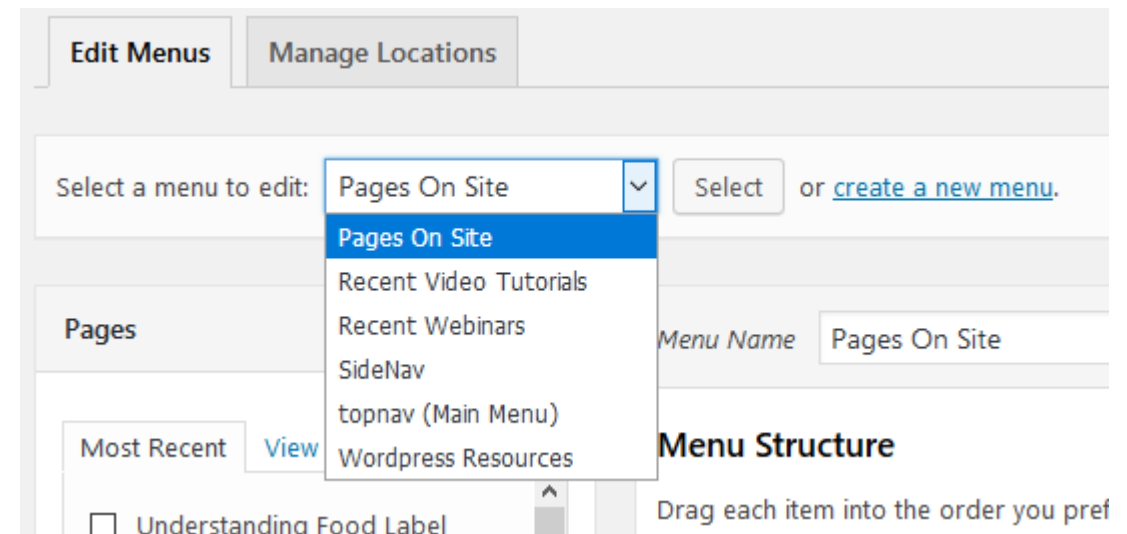 Edit Menus Manage Locations
Select a menu to edit: Pages On Site Select or create a new menu.
Pages On Site
Recent Video Tutorials
Recent Webinars
SideNav
topnav (Main Menu)
Wordpress Resources
Pages
Menu Name Pages On Site
Most Recent View
Menu Structure
Understanding Food Label
Drag each item into the order you pref